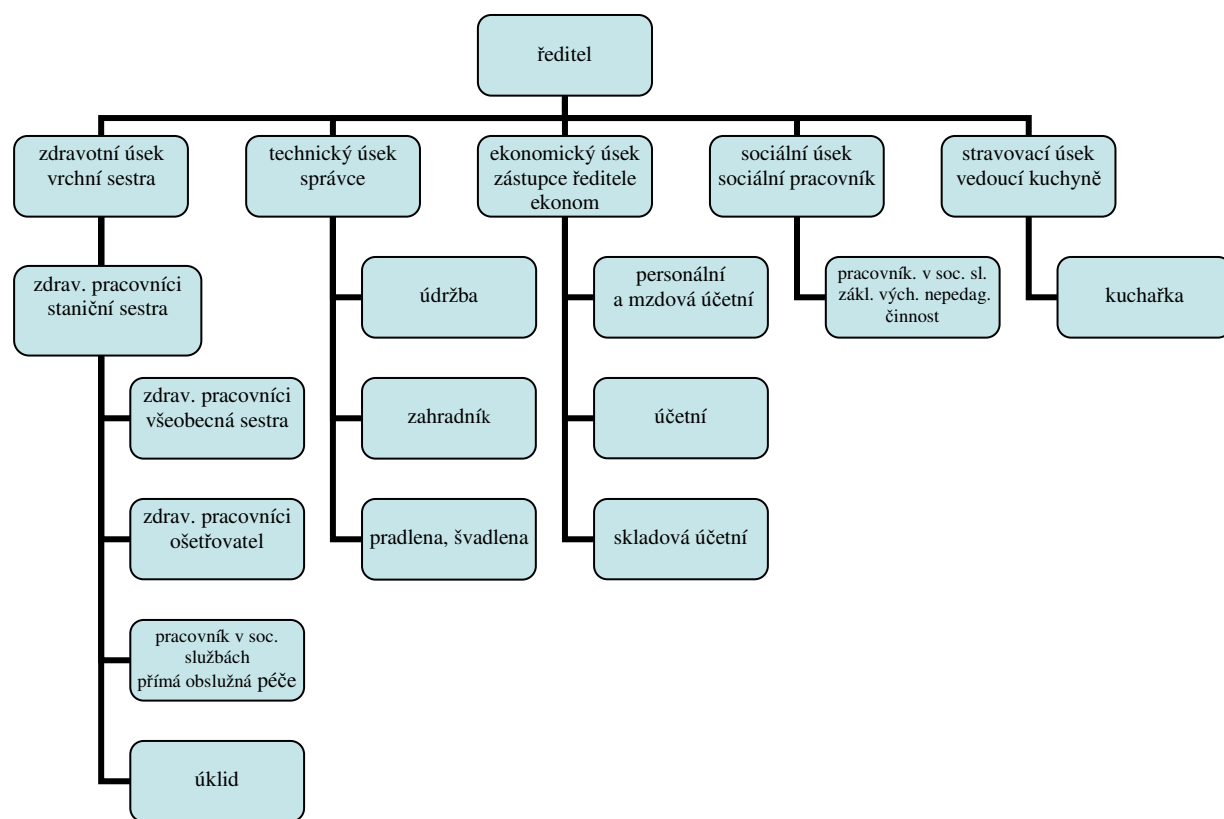 ředitel
zdravotní úsek
vrchní sestra
technický úsek
správce
ekonomický úsek
zástupce ředitele
ekonom
sociální úsek
sociální pracovník
stravovací úsek
vedoucí kuchyně
zdrav. pracovníci
staniční sestra
údržba
personální
a mzdová účetní
pracovník. v soc. sl.
zákl. vých. nepedag.
činnost
kuchařka
zdrav. pracovníci
všeobecná sestra
zahradník
účetní
zdrav. pracovníci
ošetřovatel
pradlena, švadlena
skladová účetní
pracovník v soc.
službách
přímá obslužná péče
úklid